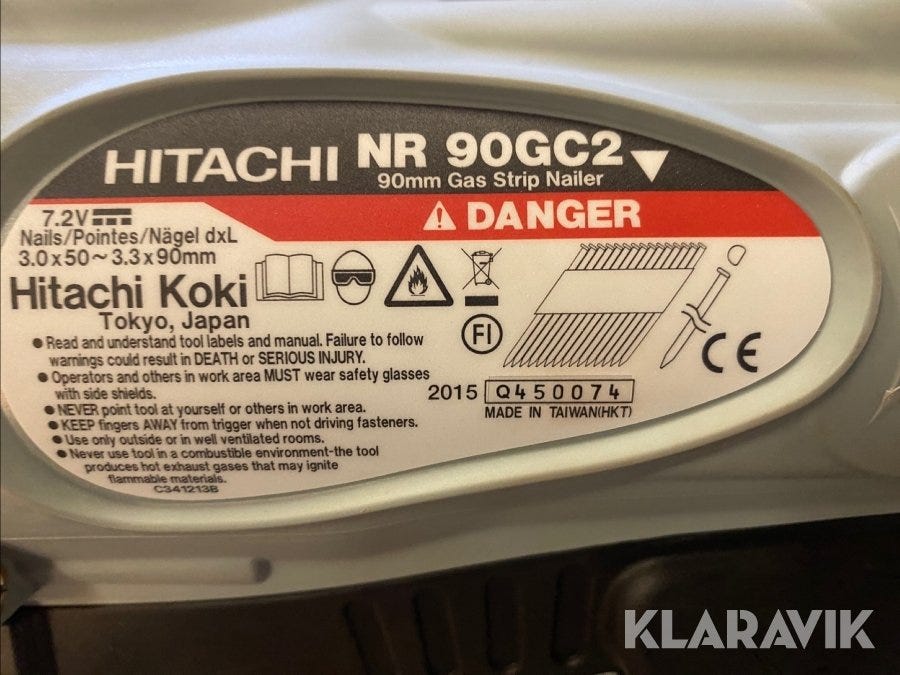 HITACHI NR 90GC2
90mm Gas Strip Nailer
DANGER
7.2V
Nails/Pointes/Nägel dxL
3.0x50~3.3x90mm
Hitachi Koki
Tokyo, Japan
● Read and understand tool labels and manual. Failure to follow
warnings could result in DEATH or SERIOUS INJURY.
● Operators and others in work area MUST wear safety glasses
with side shields.
● NEVER point tool at yourself or others in work area.
● KEEP fingers AWAY from trigger when not driving fasteners.
● Use only outside or in well ventilated rooms.
● Never use tool in a combustible environment-the tool
produces hot exhaust gases that may ignite
flammable materials.
C341213B
FI
CE
2015 Q450074
MADE IN TAIWAN(HKT)
KLARAVIK